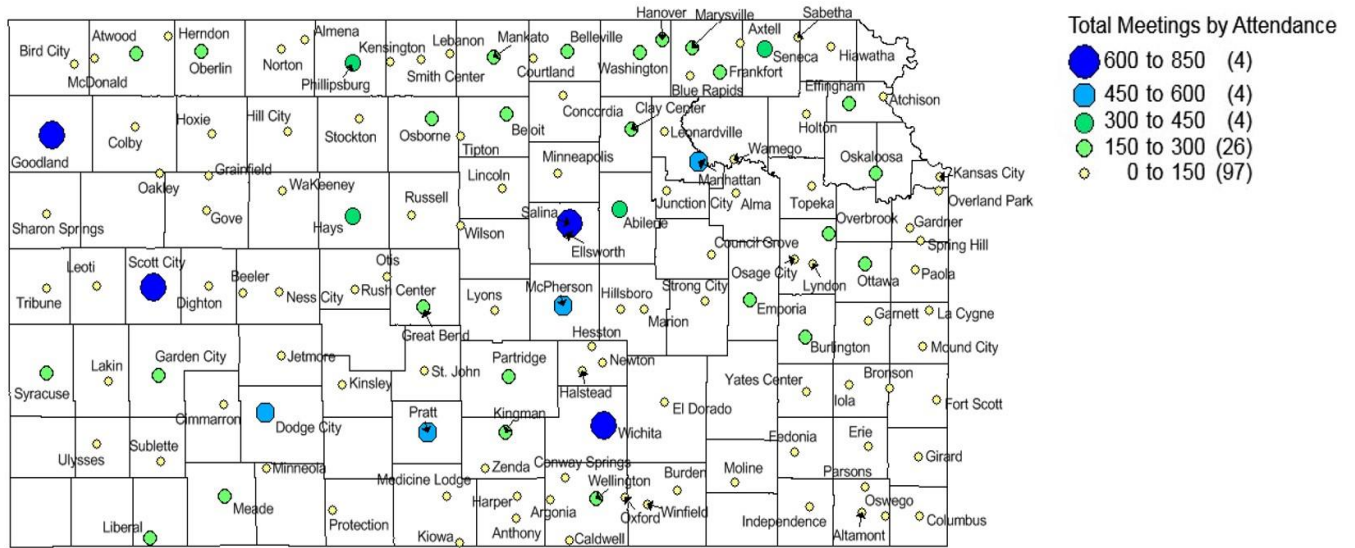 Total Meetings by Attendance
600 to 850 (4)
450 to 600 (4)
300 to 450 (4)
150 to 300 (26)
0 to 150 (97)
Hanover
Marysville
Sabetha
Bird City
Atwood
Herndon
Almena
Axtell
McDonald
Oberlin
Norton
Kensington
Phillipsburg
Lebanon
Smith Center
Mankato
Courtland
Belleville
Washington
Frankfort
Blue Rapids
Seneca
Hiawatha
Effingham
Atchison
Goodland
Colby
Hoxie
Hill City
Stockton
Osborne
Beloit
Tipton
Concordia
Clay Center
Leonardville
Holton
Oskaloosa
Minneapolis
Wamego
Manhattan
Kansas City
Overland Park
Oakley
Grainfield
WaKeeney
Lincoln
Russell
Junction City
Alma
Topeka
Overbrook
Gardner
Sharon Springs
Gove
Hays
Wilson
Salina
Ellsworth
Abilene
Spring Hill
Council Grove
Osage City
Lyndon
Ottawa
Paola
Leoti
Scott City
Tribune
Dighton
Beeler
Ness City
Otis
Rush Center
Great Bend
Lyons
McPherson
Hillsboro
Marion
Strong City
Emporia
Garnett
La Cygne
Hesston
Burlington
Mound City
Syracuse
Lakin
Garden City
Jetmore
Kinsley
St. John
Partridge
Newton
Halstead
Yates Center
Iola
Bronson
Fort Scott
Cimmarron
Dodge City
Pratt
Kingman
Wichita
El Dorado
Fedonia
Erie
Girard
Ulysses
Sublette
Minneola
Medicine Lodge
Zenda
Conway Springs
Wellington
Burden
Moline
Parsons
Liberal
Meade
Protection
Kiowa
Harper
Anthony
Argonia
Caldwell
Oxford
Winfield
Independence
Altamont
Oswego
Columbus